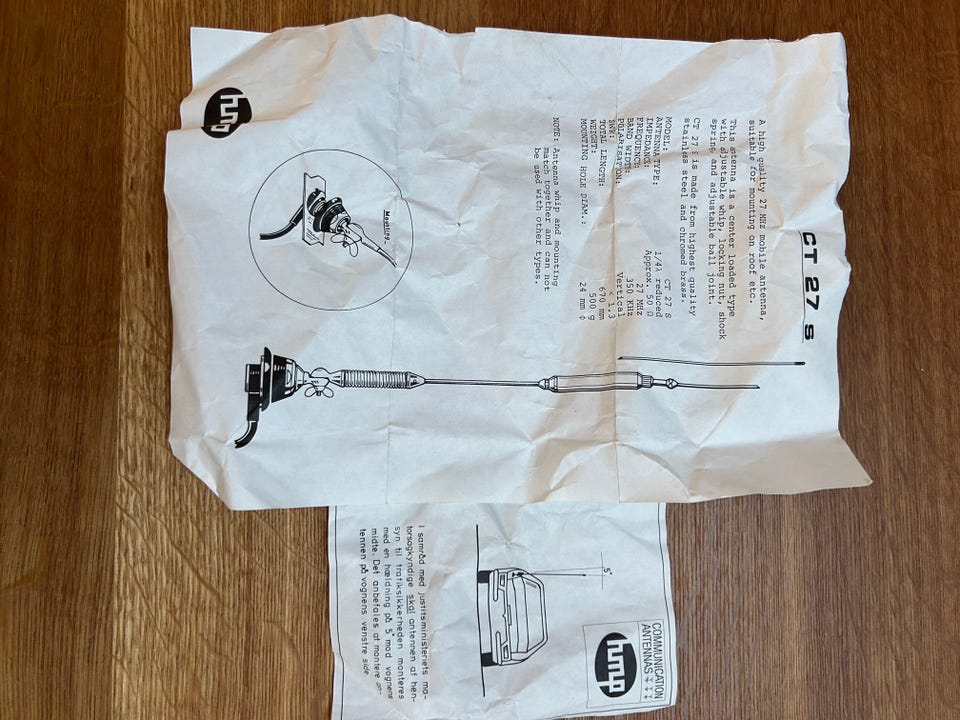 CT 27 S
A high quality 27 MHz mobile antenna,
suitable for mounting on roof etc.
This antenna is a center loaded type
with adjustable whip, locking nut, shock
spring and adjustable ball joint.
CT 27 S is made from highest quality
stainless steel and chromed brass.
MODEL: CT 27 S
ANTENNA TYPE: 1/4λ reduced
IMPEDANCE: Approx. 50 Ω
FREQUENCY: 27 MHz
BAND WIDTH: 350 KHz
POLARISATION: Vertical
SWR: < 1.3
TOTAL LENGTH: 670 mm
WEIGHT: 500 g
MOUNTING HOLE DIAM.: 24 mm ¢
NOTE: Antenna whip and mounting
match together and can not
be used with other types.
Mounting
hmp
COMMUNICATION
ANTENNAS
hmp
5°
I samråd med justitsministeriets mo-
torsagkyndige skal antennen af hen-
syn til trafiksikkerheden monteres
med en hældning på 5° mod vognens
midte. Det anbefales at montere an-
tennen på vognens venstre side.